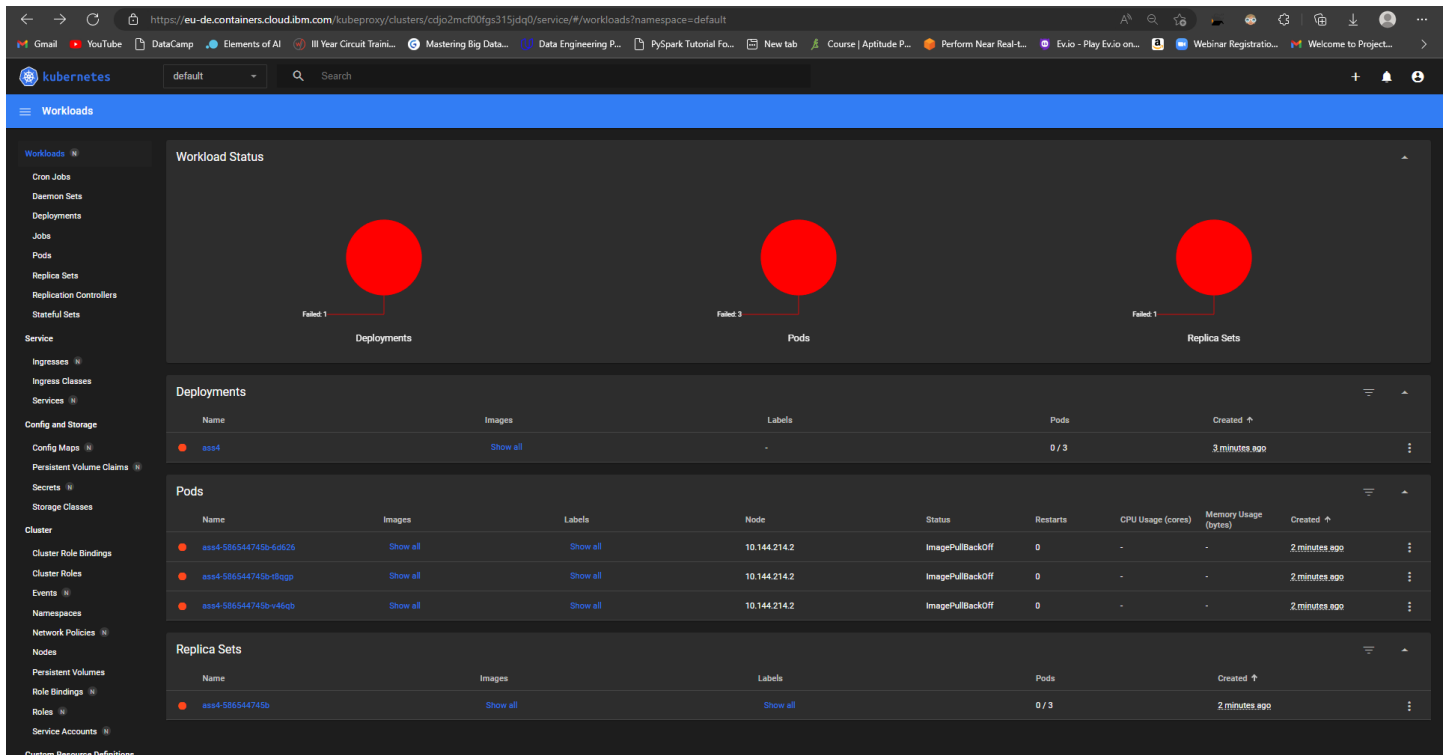 https://eu-de.containers.cloud.ibm.com/kubeproxy/clusters/cdjo2mcf00fgs315jdq0/service/#/workloads?namespace=default
Gmail YouTube DataCamp Elements of AI III Year Circuit Traini... Mastering Big Data... Data Engineering P... PySpark Tutorial Fo... New tab Course | Aptitude P... Perform Near Real-t... Ev.io - Play Ev.io on... Webinar Registratio... Welcome to Project...
kubernetes default Search
Workloads
Workloads N
Cron Jobs
Daemon Sets
Deployments
Jobs
Pods
Replica Sets
Replication Controllers
Stateful Sets
Service
Ingresses N
Ingress Classes
Services N
Config and Storage
Config Maps N
Persistent Volume Claims N
Secrets N
Storage Classes
Cluster
Cluster Role Bindings
Cluster Roles
Events N
Namespaces
Network Policies N
Nodes
Persistent Volumes
Role Bindings N
Roles N
Service Accounts N
Custom Resource Definitions
Workload Status
Failed: 1 Failed: 3 Failed: 1
Deployments Pods Replica Sets
Deployments
Name Images Labels Pods Created
ass4 Show all - 0 / 3 3 minutes ago
Pods
Name Images Labels Node Status Restarts CPU Usage (cores) Memory Usage (bytes) Created
ass4-586544745b-6d626 Show all Show all 10.144.214.2 ImagePullBackOff 0 - - 2 minutes ago
ass4-586544745b-t8qgp Show all Show all 10.144.214.2 ImagePullBackOff 0 - - 2 minutes ago
ass4-586544745b-v46qb Show all Show all 10.144.214.2 ImagePullBackOff 0 - - 2 minutes ago
Replica Sets
Name Images Labels Pods Created
ass4-586544745b Show all Show all 0 / 3 2 minutes ago